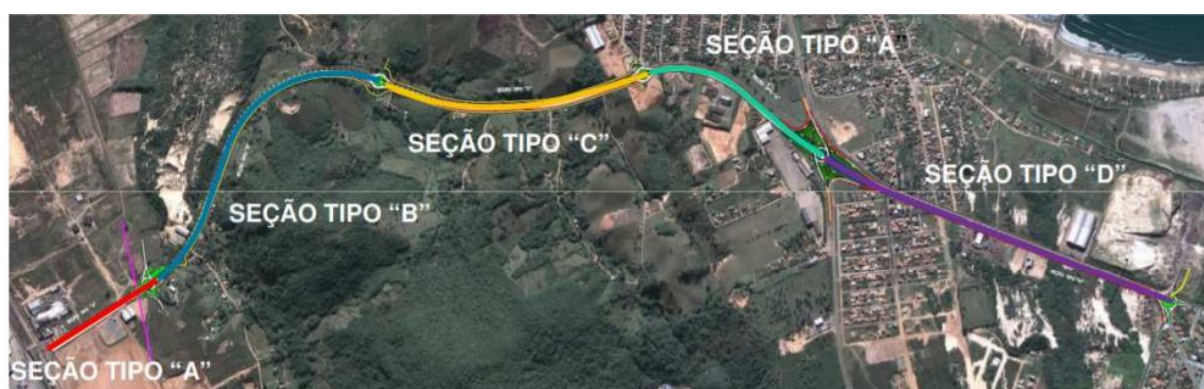 SEÇÃO TIPO “A”
SEÇÃO TIPO “C”
SEÇÃO TIPO “D”
SEÇÃO TIPO “B”
SEÇÃO TIPO “A”